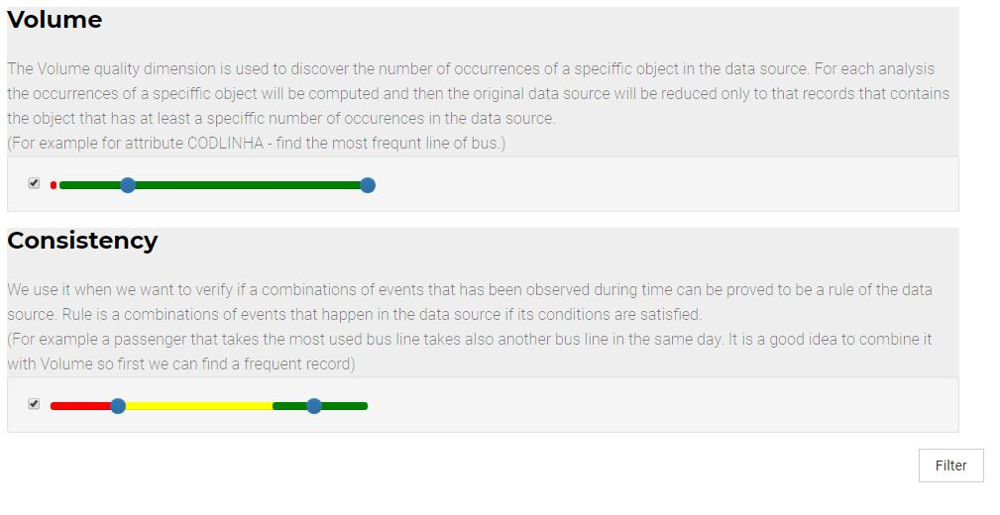 Volume
The Volume quality dimension is used to discover the number of occurrences of a speciffic object in the data source. For each analysis
the occurrences of a speciffic object will be computed and then the original data source will be reduced only to that records that contains
the object that has at least a speciffic number of occurences in the data source.
(For example for attribute CODLINHA - find the most frequnt line of bus.)
Consistency
We use it when we want to verify if a combinations of events that has been observed during time can be proved to be a rule of the data
source. Rule is a combinations of events that happen in the data source if its conditions are satisfied.
(For example a passenger that takes the most used bus line takes also another bus line in the same day. It is a good idea to combine it
with Volume so first we can find a frequent record)
Filter